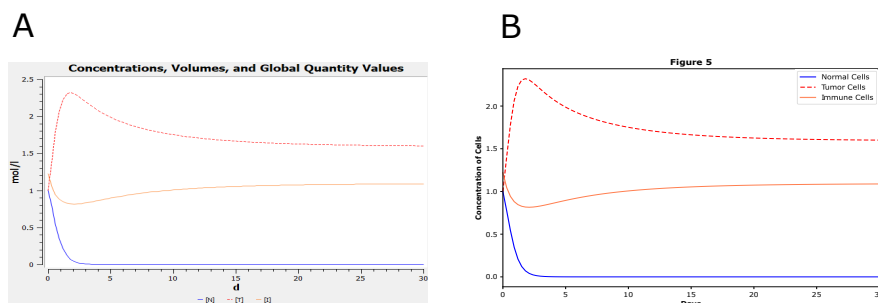 A
Concentrations, Volumes, and Global Quantity Values
2.5
2
1.5
1
0.5
0
mol/l
0
5
10
15
20
25
30
d
[N]
[T]
[I]
B
Figure 5
Normal Cells
Tumor Cells
Immune Cells
2.0
1.5
1.0
0.5
0.0
Concentration of Cells
0
5
10
15
20
25
30